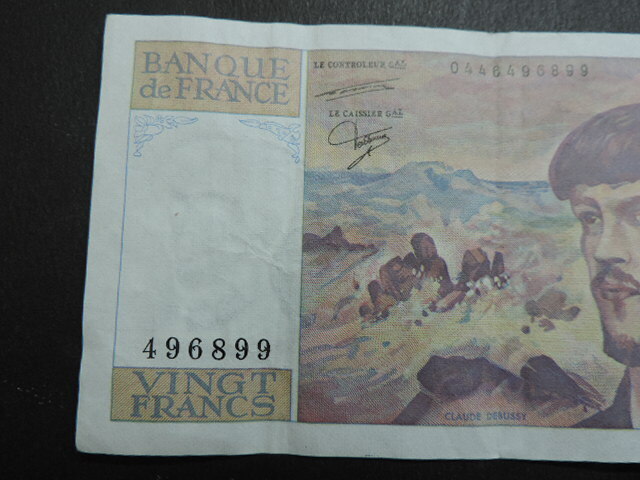 BANQUE
de FRANCE
LE CONTROLEUR GAL
0446496899
LE CAISSIER GAL
496899
VINGT
FRANCS
CLAUDE DEBUSSY